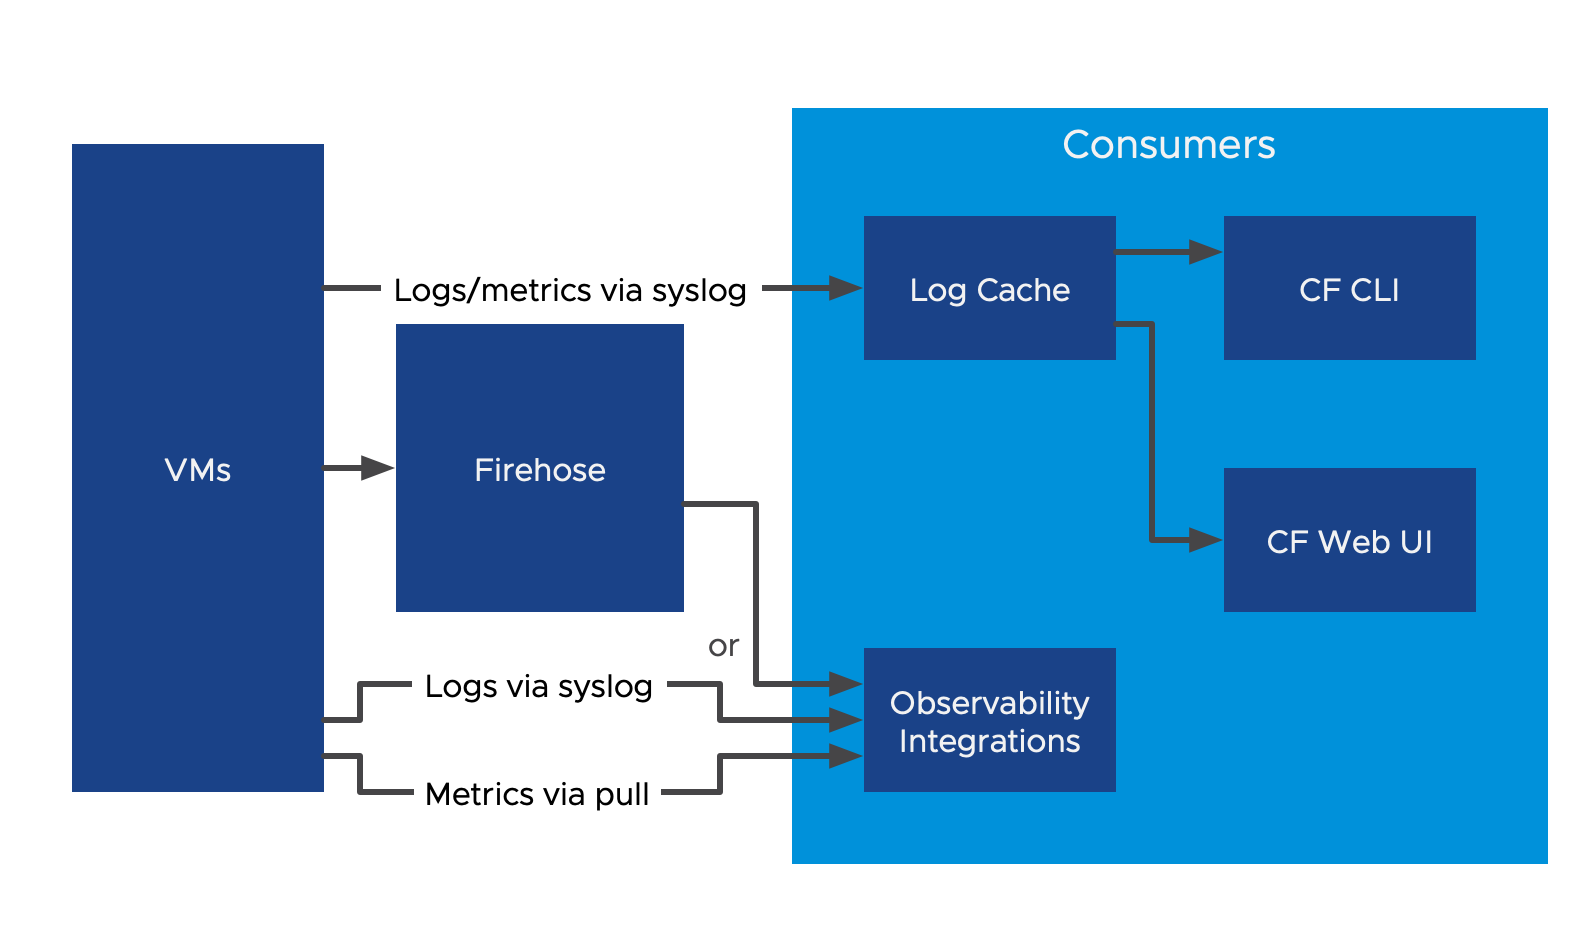 Consumers
Logs/metrics via syslog
Log Cache
CF CLI
VMs
Firehose
CF Web UI
or
Logs via syslog
Observability
Integrations
Metrics via pull